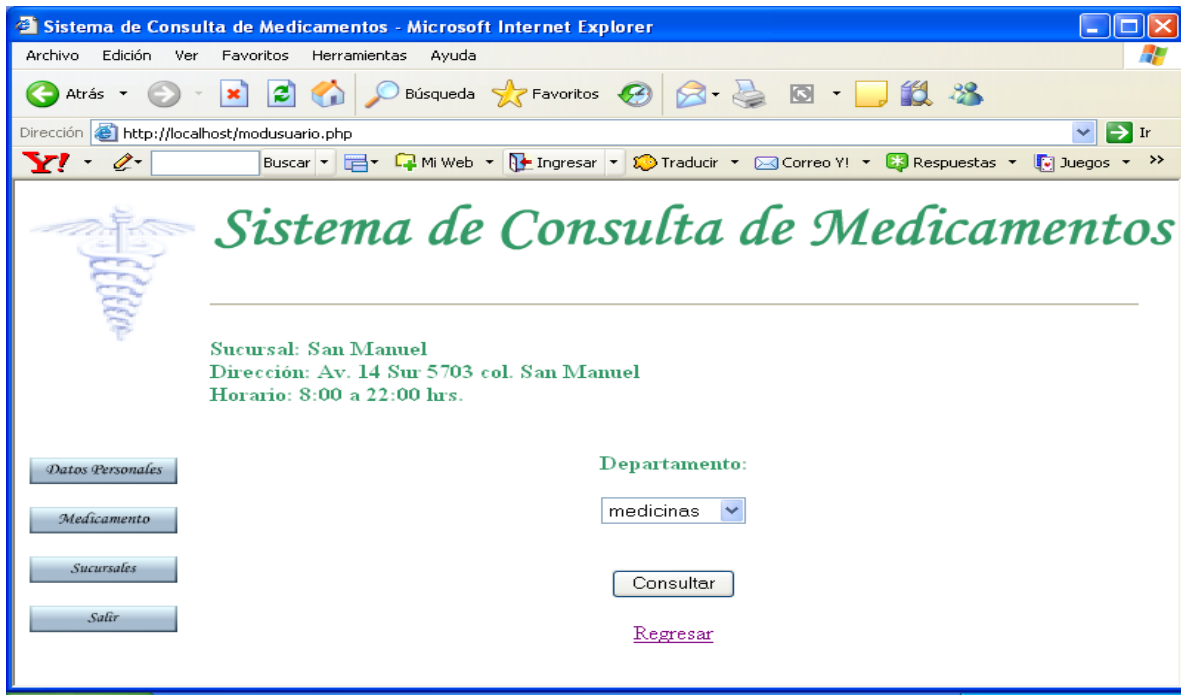 Sistema de Consulta de Medicamentos - Microsoft Internet Explorer
Archivo Edición Ver Favoritos Herramientas Ayuda
Atrás Búsqueda Favoritos
Dirección http://localhost/modusuario.php Ir
Y! Buscar Mi Web Ingresar Traducir Correo Y! Respuestas Juegos >>
Sistema de Consulta de Medicamentos
Sucursal: San Manuel
Dirección: Av. 14 Sur 5703 col. San Manuel
Horario: 8:00 a 22:00 hrs.
Datos Personales
Medicamento
Sucursales
Salir
Departamento:
medicinas
Consultar
Regresar